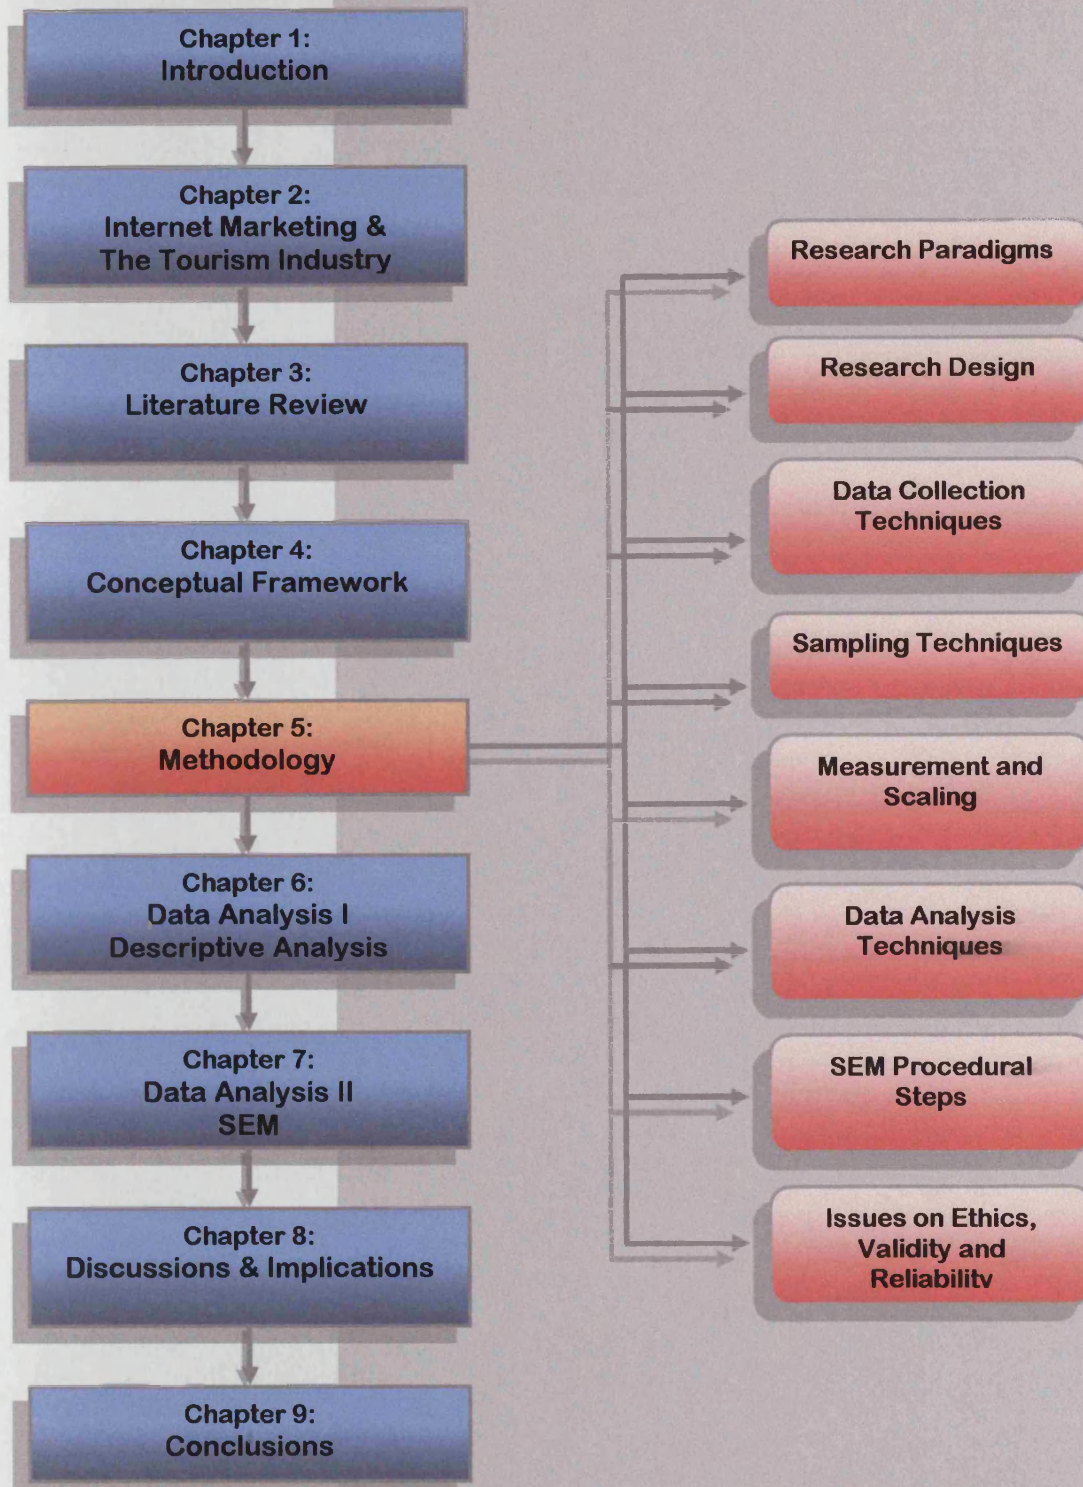 Chapter 1:
Introduction
Chapter 2:
Internet Marketing &
The Tourism Industry
Chapter 3:
Literature Review
Chapter 4:
Conceptual Framework
Chapter 5:
Methodology
Chapter 6:
Data Analysis I
Descriptive Analysis
Chapter 7:
Data Analysis II
SEM
Chapter 8:
Discussions & Implications
Chapter 9:
Conclusions
Research Paradigms
Research Design
Data Collection
Techniques
Sampling Techniques
Measurement and
Scaling
Data Analysis
Techniques
SEM Procedural
Steps
Issues on Ethics,
Validity and
Reliability